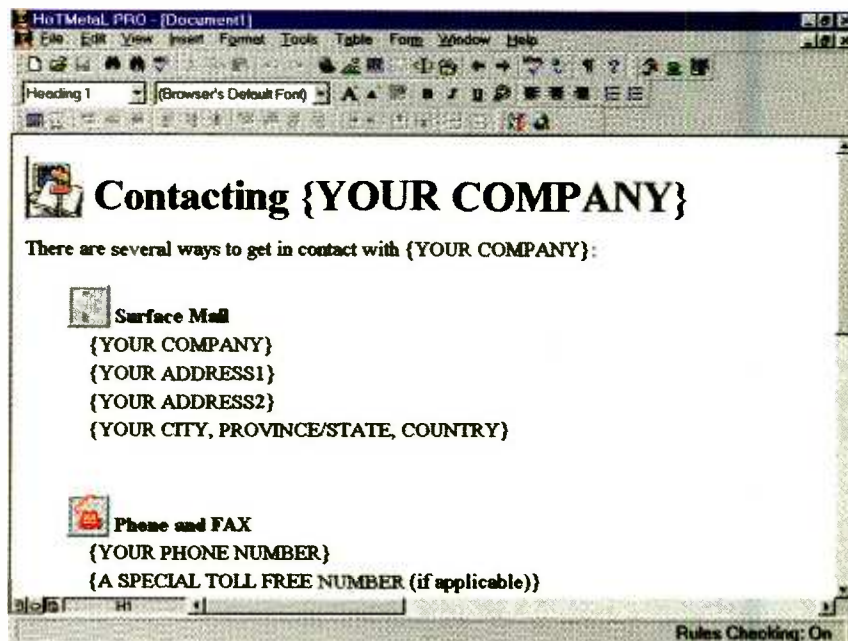 HoTMetaL PRO - [Document1]
File Edit View Insert Format Tools Table Form Window Help
Heading 1 (Browser's Default Font)
Contacting {YOUR COMPANY}
There are several ways to get in contact with {YOUR COMPANY}:
Surface Mail
{YOUR COMPANY}
{YOUR ADDRESS1}
{YOUR ADDRESS2}
{YOUR CITY, PROVINCE/STATE, COUNTRY}
Phone and FAX
{YOUR PHONE NUMBER}
{A SPECIAL TOLL FREE NUMBER (if applicable)}
H1
Rules Checking: On